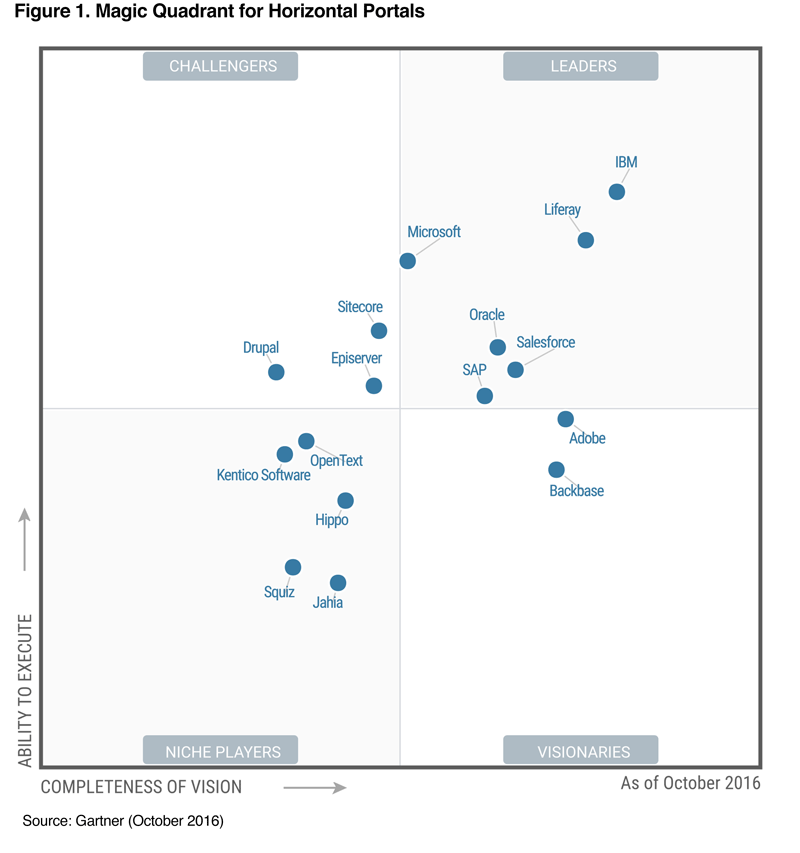 Figure 1. Magic Quadrant for Horizontal Portals
CHALLENGERS
LEADERS
IBM
Liferay
Microsoft
Sitecore
Oracle
Drupal
Episerver
Salesforce
SAP
Adobe
OpenText
Kentico Software
Backbase
Hippo
Squiz
Jahia
NICHE PLAYERS
VISIONARIES
ABILITY TO EXECUTE
COMPLETENESS OF VISION
As of October 2016
Source: Gartner (October 2016)